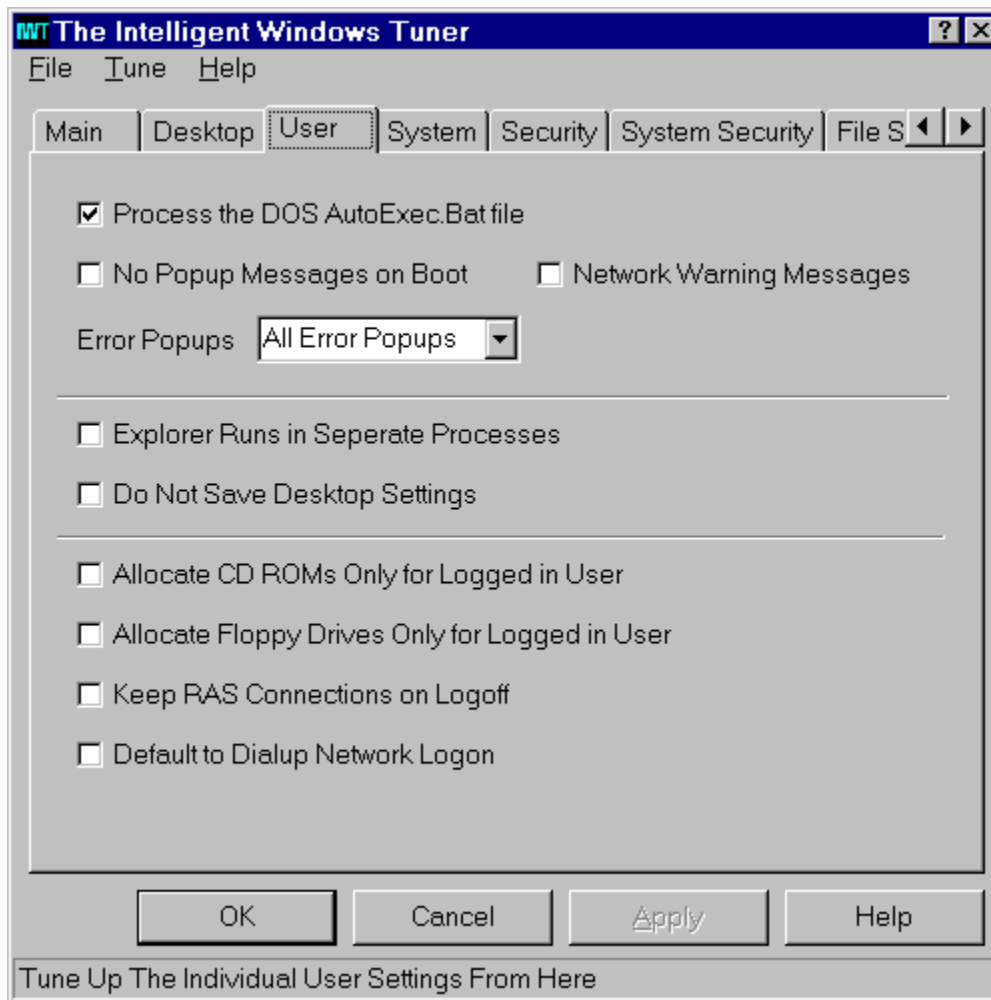 IWT The Intelligent Windows Tuner
File Tune Help
Main Desktop User System Security System Security File S
Process the DOS AutoExec.Bat file
No Popup Messages on Boot Network Warning Messages
Error Popups All Error Popups
Explorer Runs in Seperate Processes
Do Not Save Desktop Settings
Allocate CD ROMs Only for Logged in User
Allocate Floppy Drives Only for Logged in User
Keep RAS Connections on Logoff
Default to Dialup Network Logon
OK Cancel Apply Help
Tune Up The Individual User Settings From Here